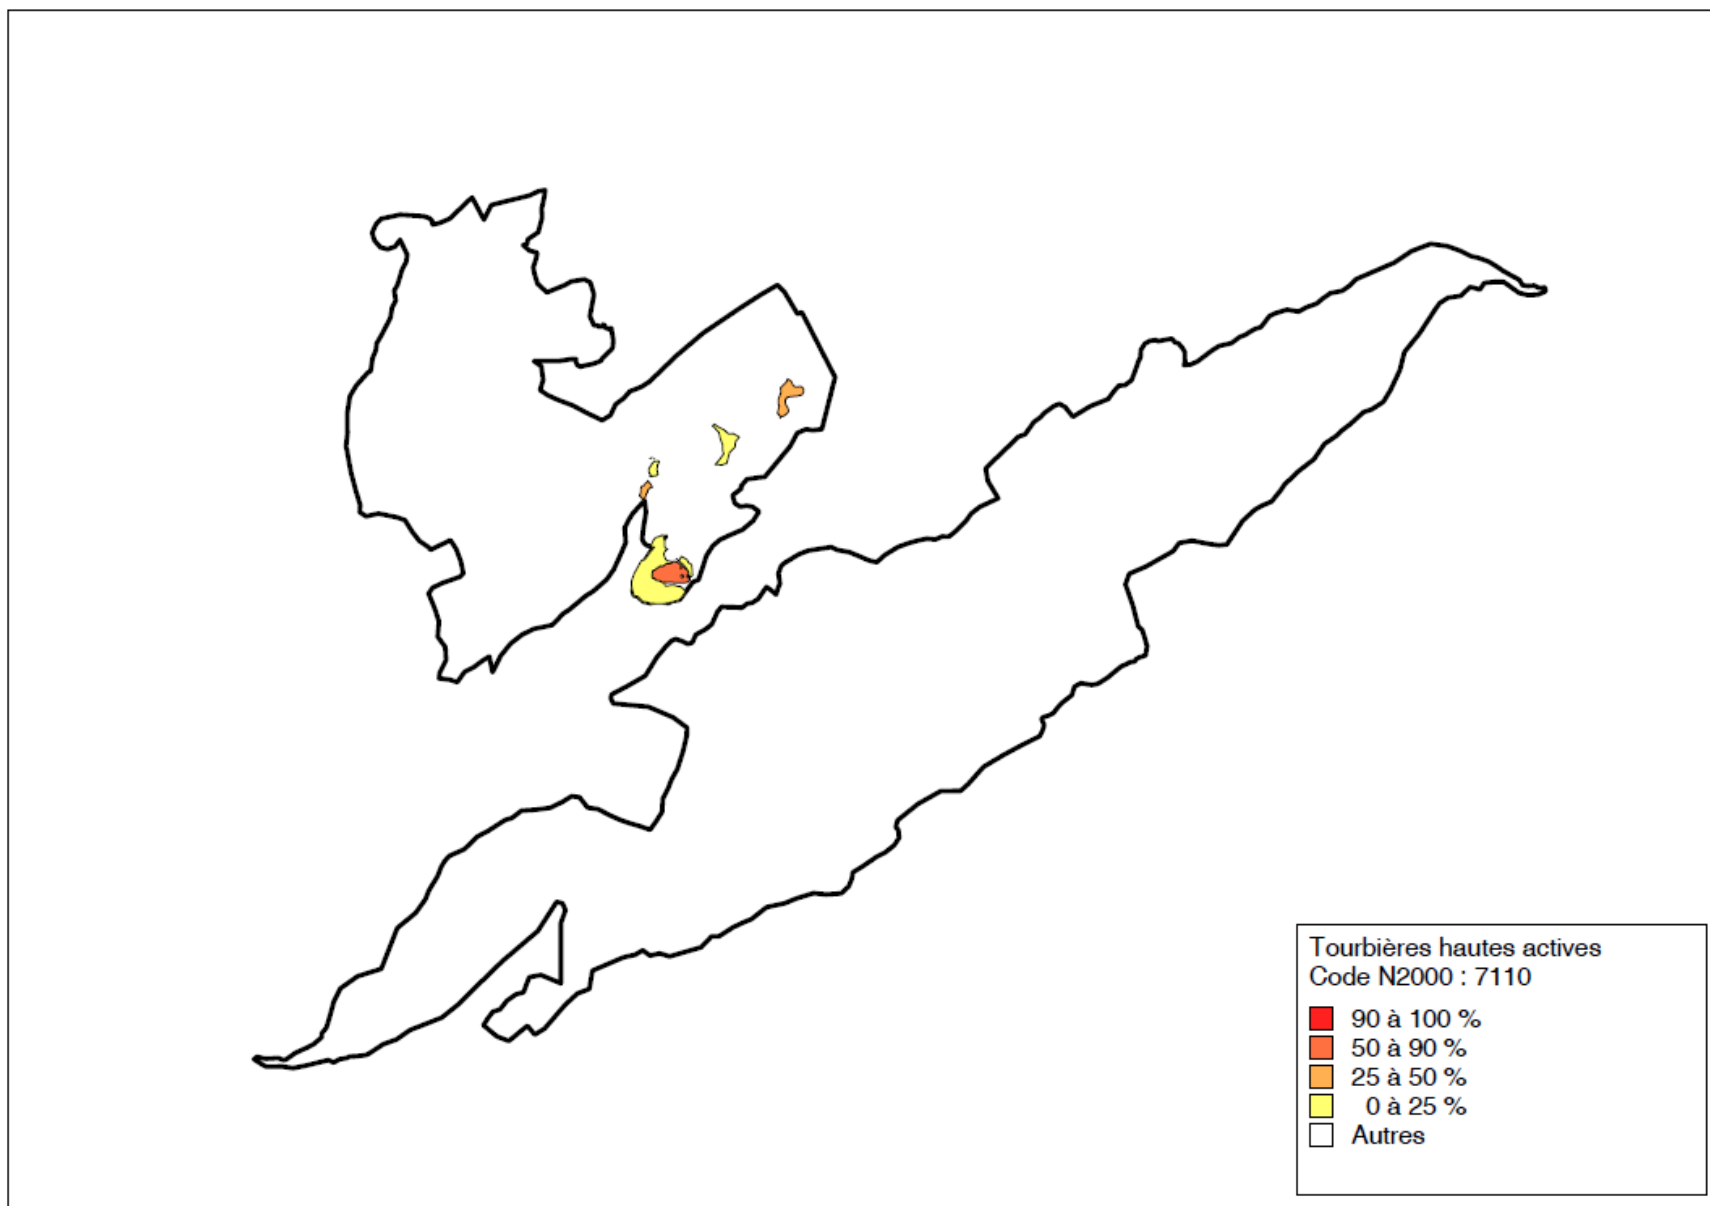 Tourbières hautes actives
Code N2000 : 7110
90 à 100 %
50 à 90 %
25 à 50 %
0 à 25 %
Autres